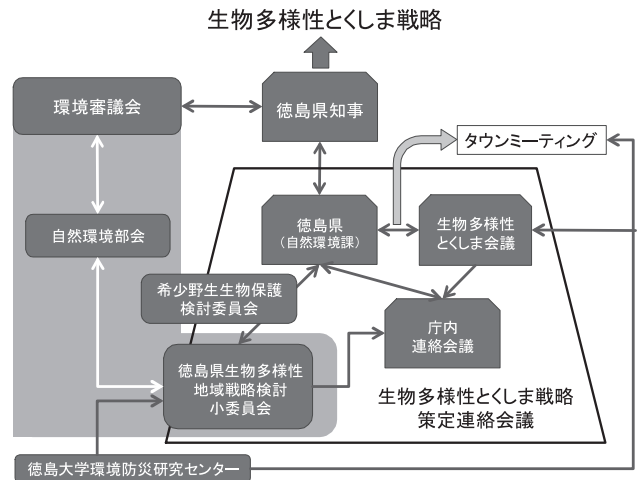 生物多様性とくしま戦略
環境審議会
徳島県知事
タウンミーティング
自然環境部会
徳島県
（自然環境課）
生物多様性
とくしま会議
希少野生生物保護
検討委員会
庁内
連絡会議
徳島県生物多様性
地域戦略検討
小委員会
生物多様性とくしま戦略
策定連絡会議
徳島大学環境防災研究センター